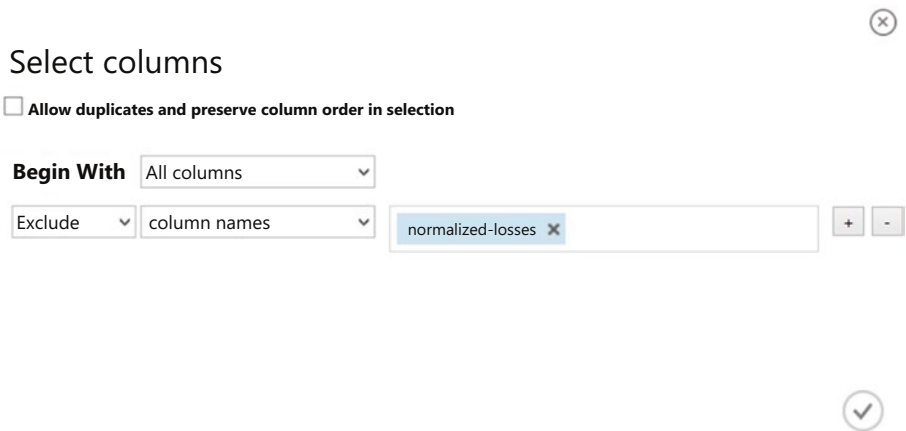 Select columns
Allow duplicates and preserve column order in selection
Begin With All columns
Exclude column names normalized-losses + -